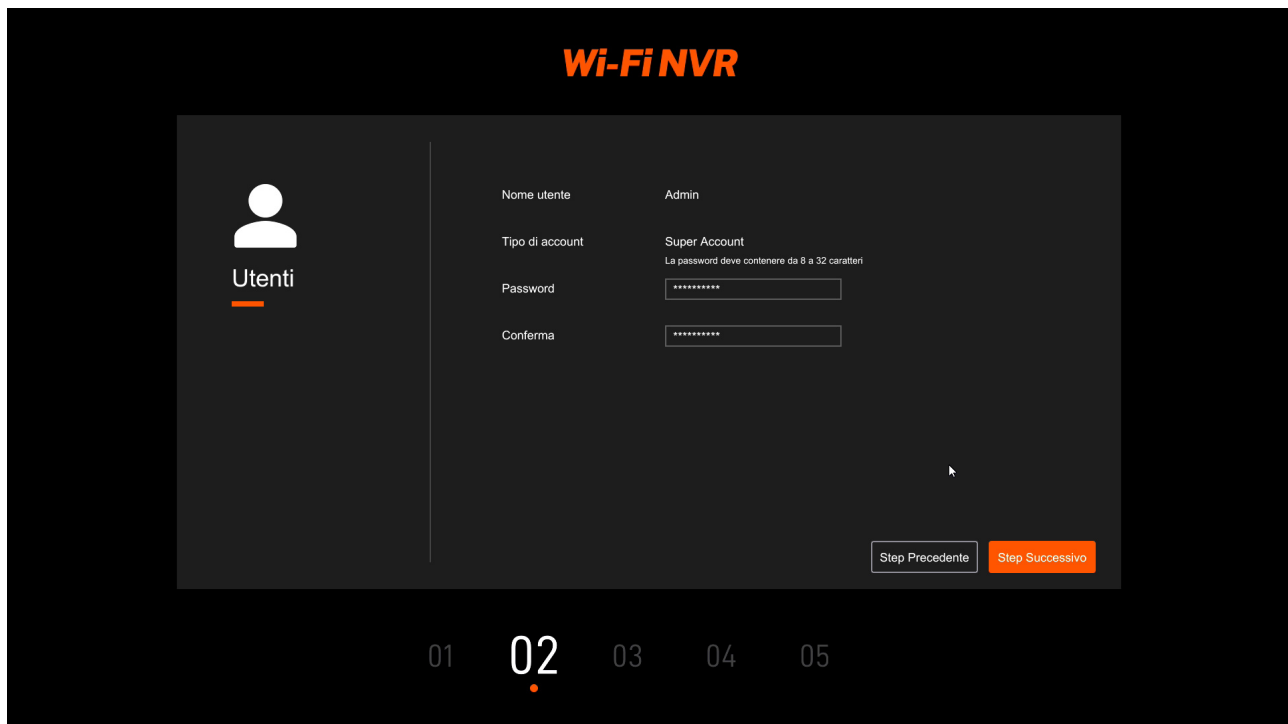 Wi-Fi NVR
Utenti
Nome utente Admin
Tipo di account Super Account
La password deve contenere da 8 a 32 caratteri
Password **********
Conferma **********
Step Precedente Step Successivo
01 02 03 04 05